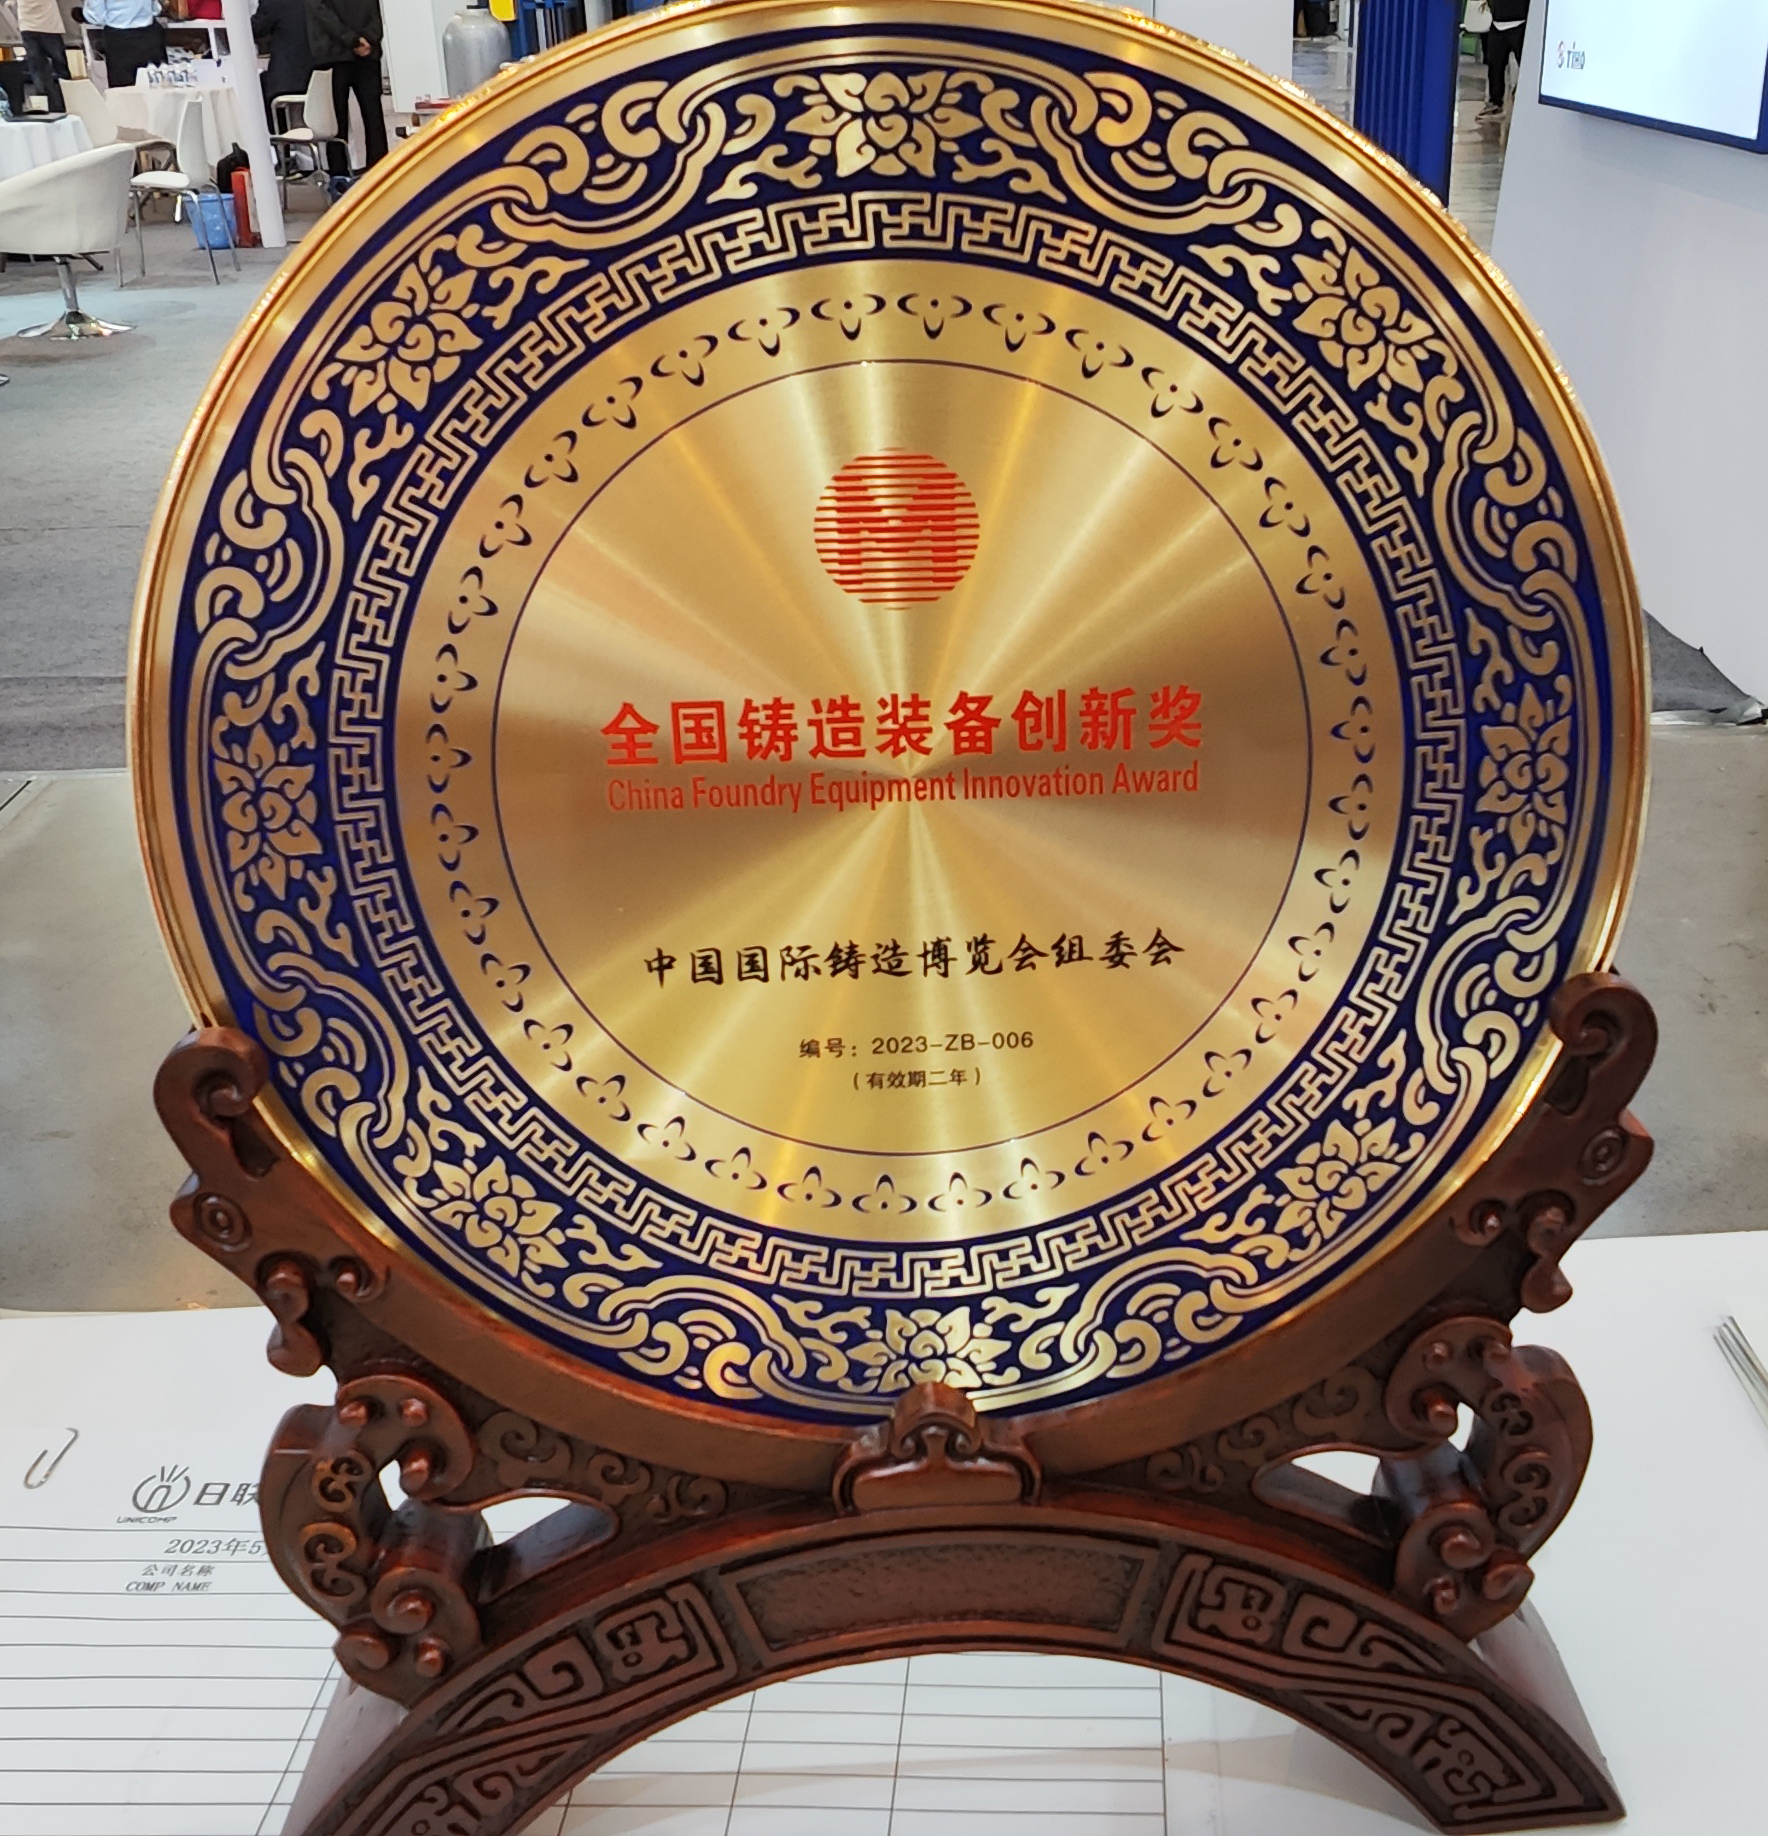 全国铸造装备创新奖
China Foundry Equipment Innovation Award
中国国际铸造博览会组委会
编号：2023-ZB-006
（有效期二年）
日联
UNICOMP
2023年5
公司名称
COMP NAME